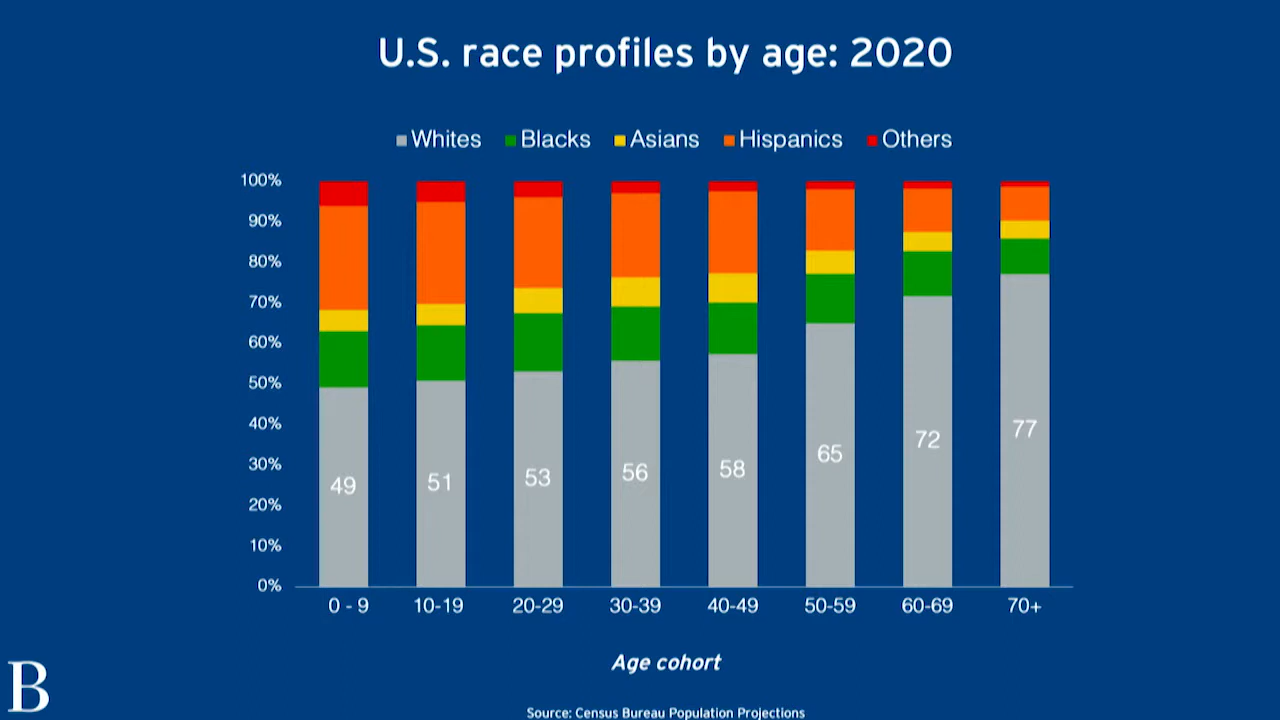 U.S. race profiles by age: 2020
Whites Blacks Asians Hispanics Others
100%
90%
80%
70%
60%
50%
40%
30%
20%
10%
0%
49 51 53 56 58 65 72 77
0 - 9 10-19 20-29 30-39 40-49 50-59 60-69 70+
Age cohort
B
Source: Census Bureau Population Projections